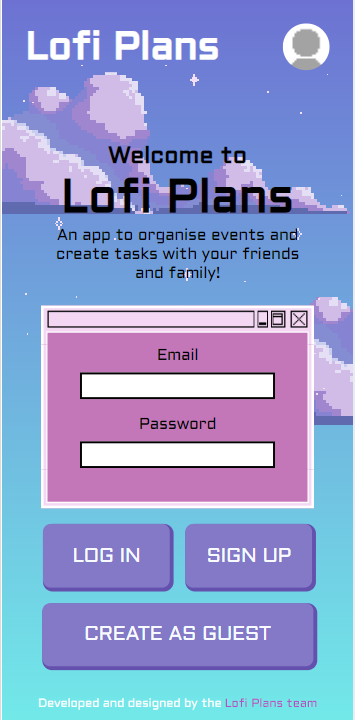 Lofi Plans
Welcome to
Lofi Plans
An app to organise events and
create tasks with your friends
and family!
Email
Password
LOG IN
SIGN UP
CREATE AS GUEST
Developed and designed by the Lofi Plans team